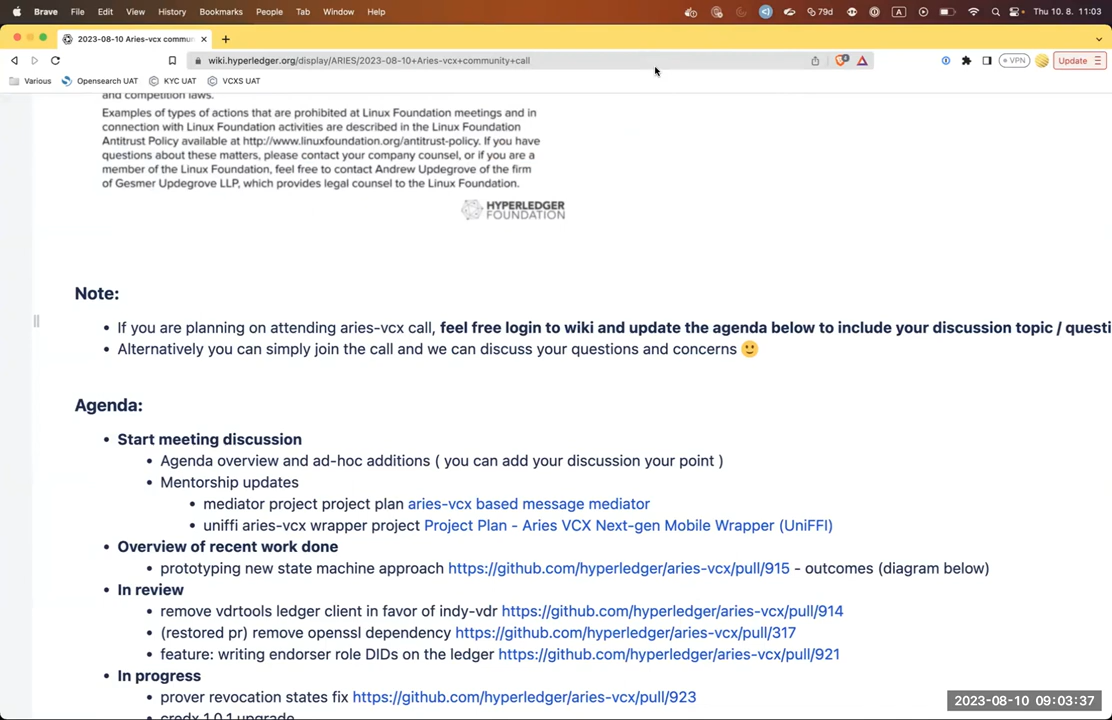 Brave File Edit View History Bookmarks People Tab Window Help 79d A Thu 10. 8. 11:03
2023-08-10 Aries-vcx commu
wiki.hyperledger.org/display/ARIES/2023-08-10+Aries-vcx+community+call VPN Update
Various Opensearch UAT KYC UAT VCXS UAT
and competition laws.
Examples of types of actions that are prohibited at Linux Foundation meetings and in
connection with Linux Foundation activities are described in the Linux Foundation
Antitrust Policy available at http://www.linuxfoundation.org/antitrust-policy. If you have
questions about these matters, please contact your company counsel, or if you are a
member of the Linux Foundation, feel free to contact Andrew Updegrove of the firm
of Gesmer Updegrove LLP, which provides legal counsel to the Linux Foundation.
HYPERLEDGER
FOUNDATION
Note:
• If you are planning on attending aries-vcx call, feel free login to wiki and update the agenda below to include your discussion topic / questi
• Alternatively you can simply join the call and we can discuss your questions and concerns 🙂
Agenda:
• Start meeting discussion
• Agenda overview and ad-hoc additions ( you can add your discussion your point )
• Mentorship updates
• mediator project project plan aries-vcx based message mediator
• uniffi aries-vcx wrapper project Project Plan - Aries VCX Next-gen Mobile Wrapper (UniFFI)
• Overview of recent work done
• prototyping new state machine approach https://github.com/hyperledger/aries-vcx/pull/915 - outcomes (diagram below)
• In review
• remove vdrtools ledger client in favor of indy-vdr https://github.com/hyperledger/aries-vcx/pull/914
• (restored pr) remove openssl dependency https://github.com/hyperledger/aries-vcx/pull/317
• feature: writing endorser role DIDs on the ledger https://github.com/hyperledger/aries-vcx/pull/921
• In progress
• prover revocation states fix https://github.com/hyperledger/aries-vcx/pull/923
credx 1.0.1 upgrade
2023-08-10 09:03:37